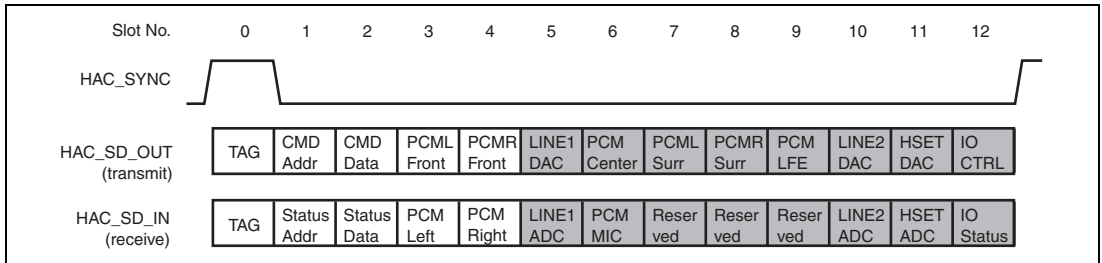 Slot No. 0 1 2 3 4 5 6 7 8 9 10 11 12
HAC_SYNC
HAC_SD_OUT
(transmit)
TAG
CMD Addr
CMD Data
PCML Front
PCMR Front
LINE1 DAC
PCM Center
PCML Surr
PCMR Surr
PCM LFE
LINE2 DAC
HSET DAC
IO CTRL
HAC_SD_IN
(receive)
TAG
Status Addr
Status Data
PCM Left
PCM Right
LINE1 ADC
PCM MIC
Reser ved
Reser ved
Reser ved
LINE2 ADC
HSET ADC
IO Status